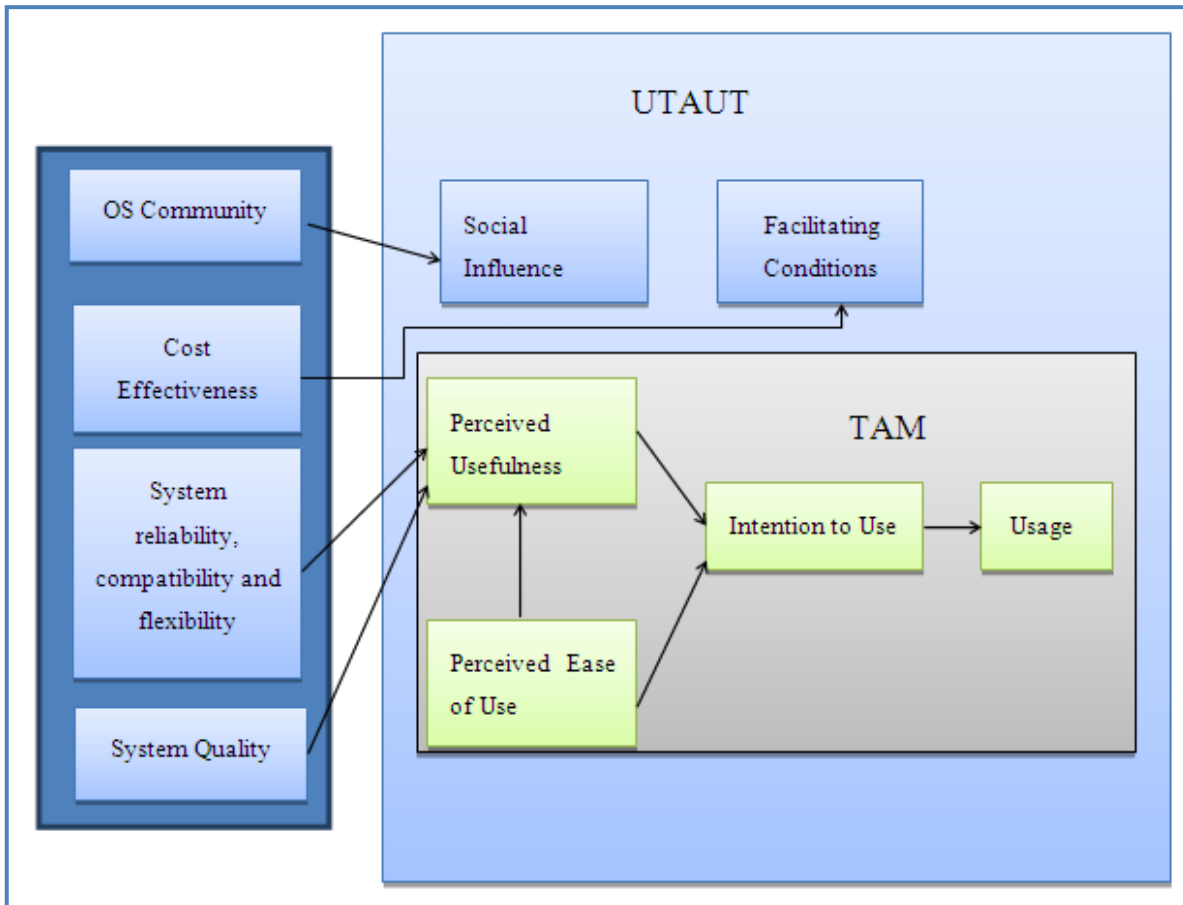 UTAUT
OS Community
Social
Influence
Facilitating
Conditions
Cost
Effectiveness
Perceived
Usefulness
TAM
System
reliability,
compatibility and
flexibility
Intention to Use
Usage
Perceived Ease
of Use
System Quality